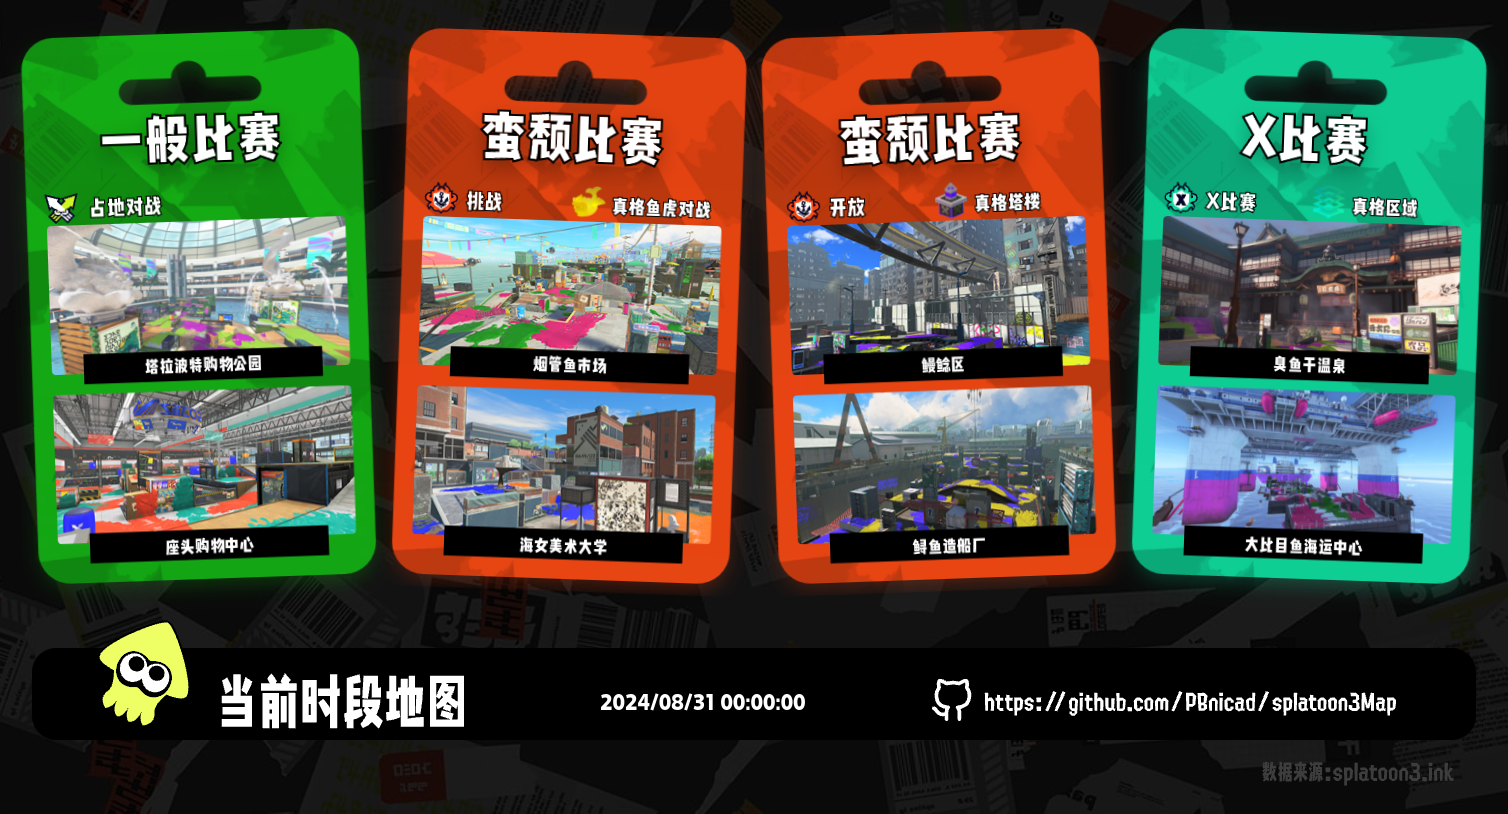 一般比赛
占地对战
塔拉波特购物公园
座头购物中心
蛮颓比赛
挑战
真格鱼虎对战
烟管鱼市场
海女美术大学
蛮颓比赛
开放
真格塔楼
鳗鲶区
鲟鱼造船厂
X比赛
X比赛
真格区域
臭鱼干温泉
大比目鱼海运中心
当前时段地图
2024/08/31 00:00:00
https://github.com/PBnicad/splatoon3Map
数据来源:splatoon3.ink